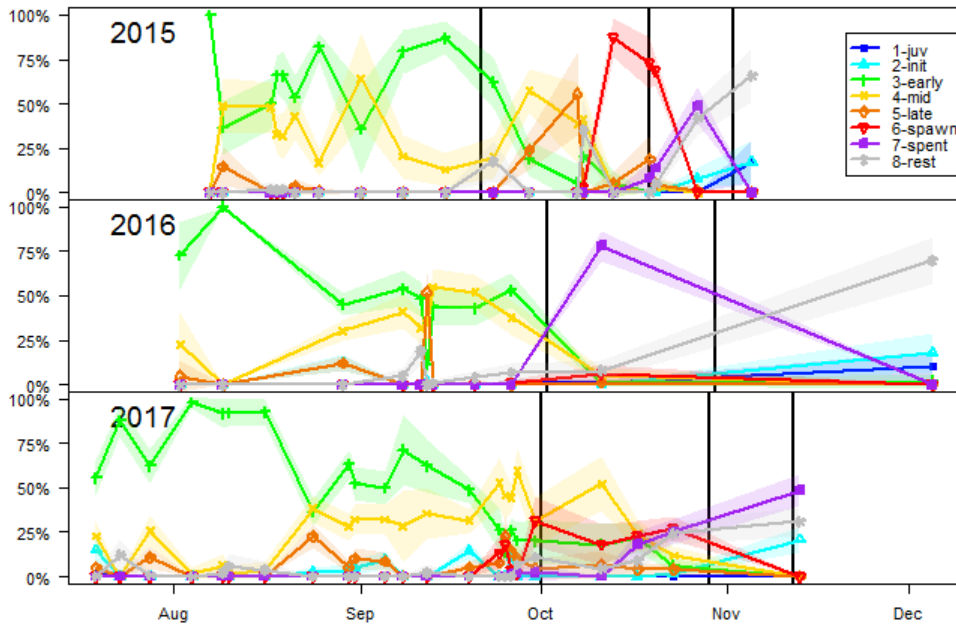 100%
75%
50%
25%
0%
2015
1-juv
2-init
3-early
4-mid
5-late
6-spawn
7-spent
8-rest
100%
75%
50%
25%
0%
2016
100%
75%
50%
25%
0%
2017
Aug Sep Oct Nov Dec